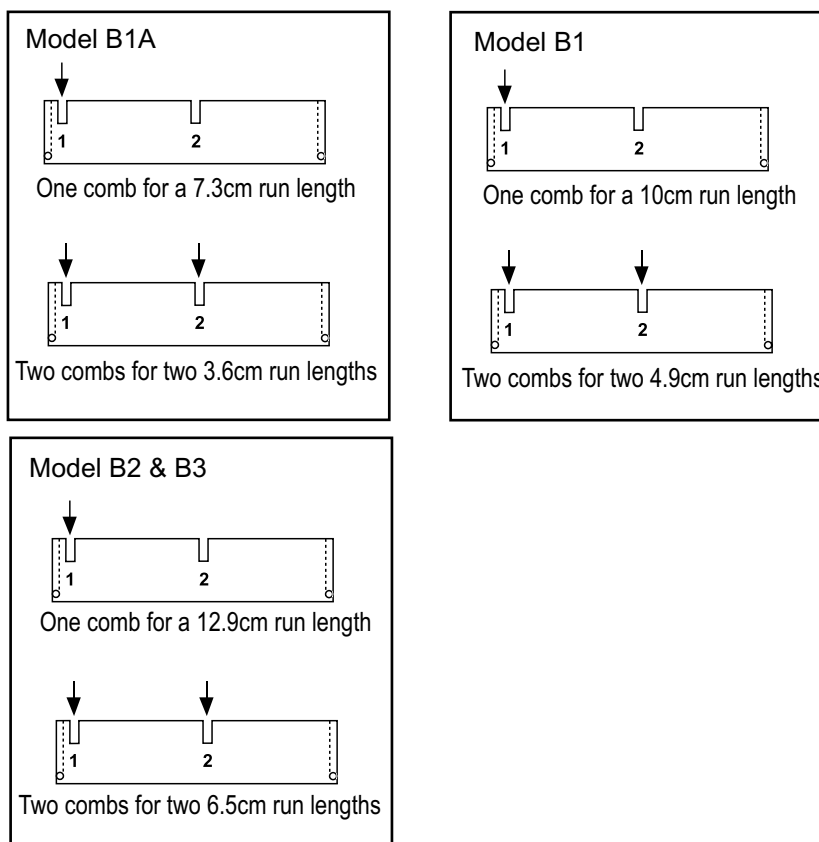 Model B1A
1 2
One comb for a 7.3cm run length
1 2
Two combs for two 3.6cm run lengths
Model B1
1 2
One comb for a 10cm run length
1 2
Two combs for two 4.9cm run lengths
Model B2 & B3
1 2
One comb for a 12.9cm run length
1 2
Two combs for two 6.5cm run lengths